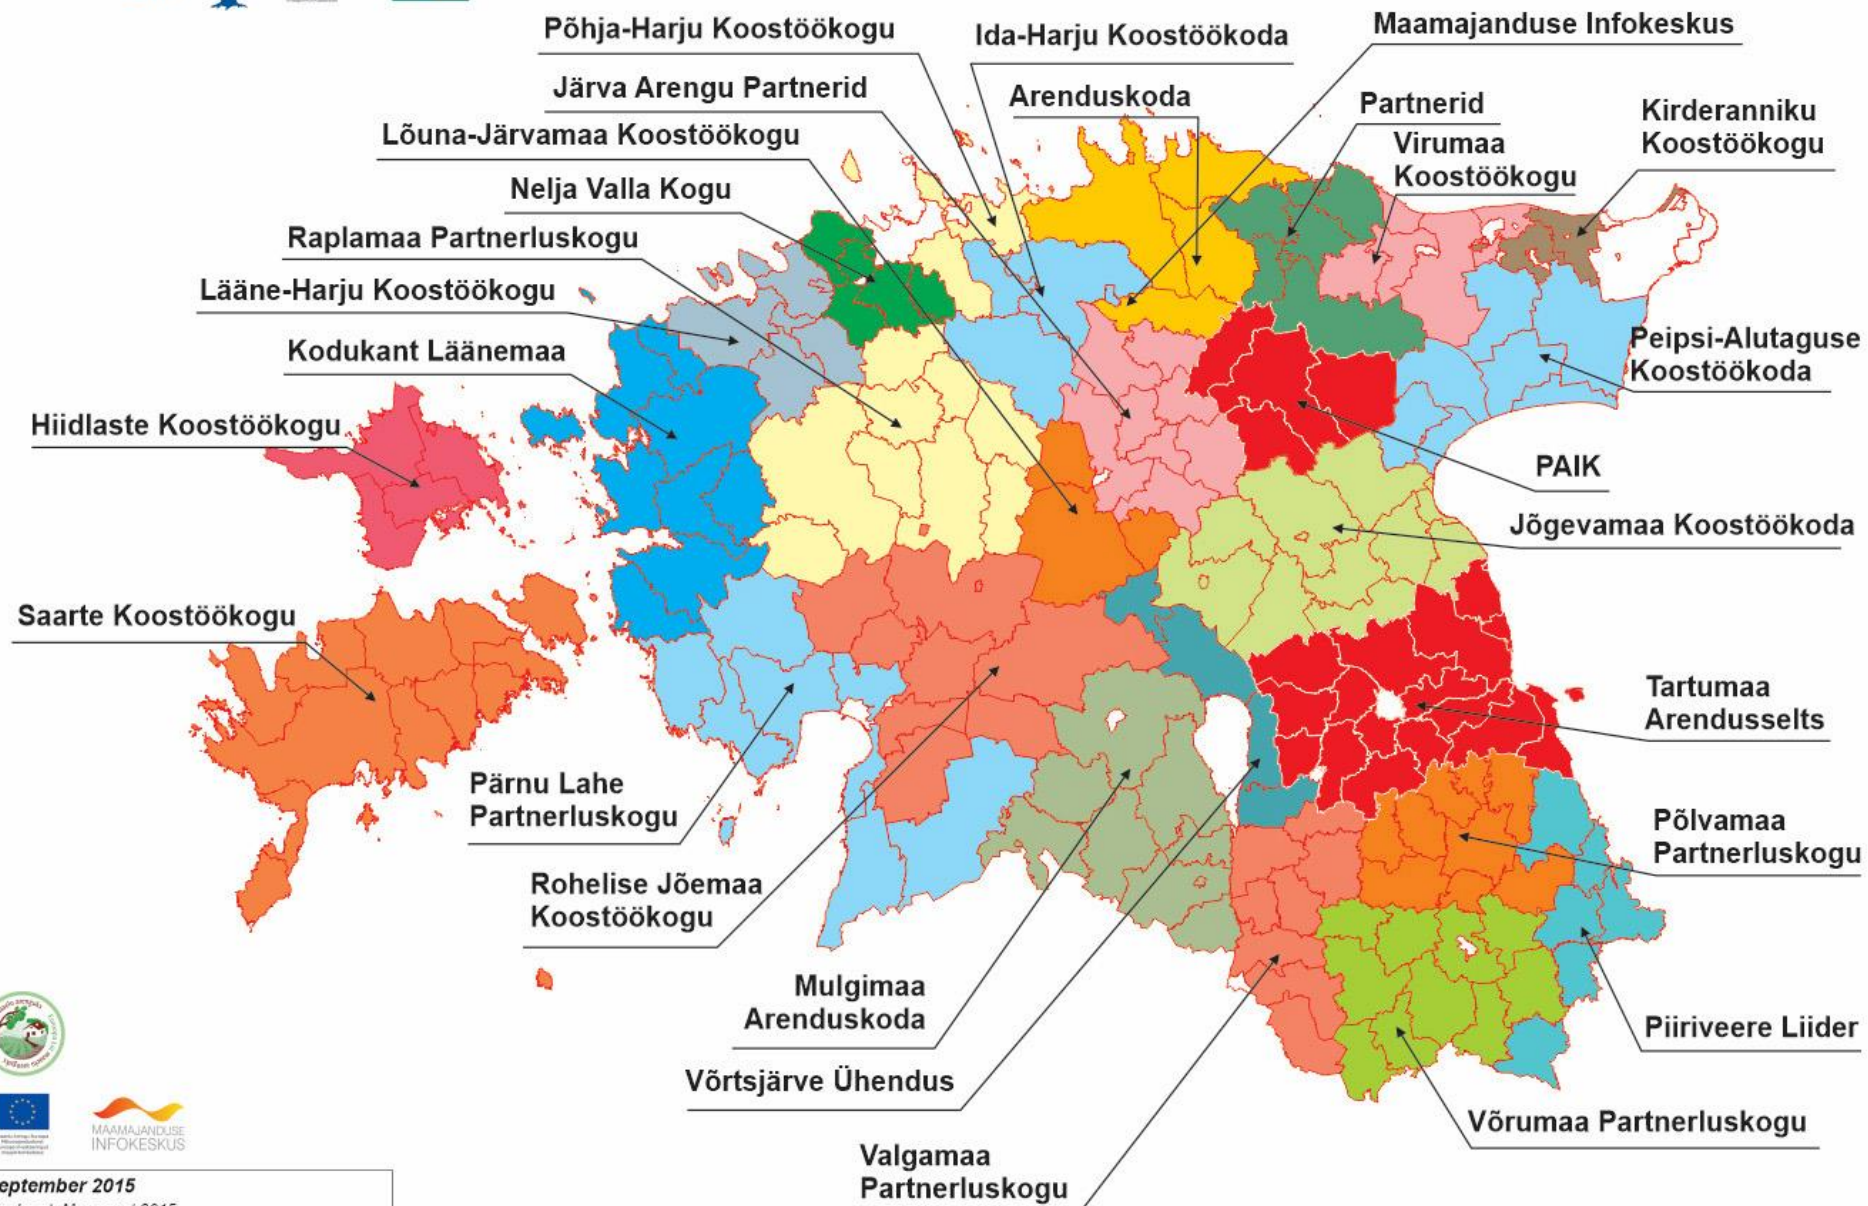 Põhja-Harju Koostöökogu
Ida-Harju Koostöökoda
Maamajanduse Infokeskus
Järva Arengu Partnerid
Arenduskoda
Partnerid
Kirderanniku
Koostöökogu
Lõuna-Järvamaa Koostöökogu
Virumaa
Koostöökogu
Nelja Valla Kogu
Raplamaa Partnerluskogu
Lääne-Harju Koostöökogu
Kodukant Läänemaa
Peipsi-Alutaguse
Koostöökoda
Hiidlaste Koostöökogu
PAIK
Jõgevamaa Koostöökoda
Saarte Koostöökogu
Tartumaa
Arendusselts
Pärnu Lahe
Partnerluskogu
Põlvamaa
Partnerluskogu
Rohelise Jõemaa
Koostöökogu
Mulgimaa
Arenduskoda
Piiriveere Liider
Võrtsjärve Ühendus
Võrumaa Partnerluskogu
Valgamaa
Partnerluskogu
MAAMAJANDUSE
INFOKESKUS
eptember 2015